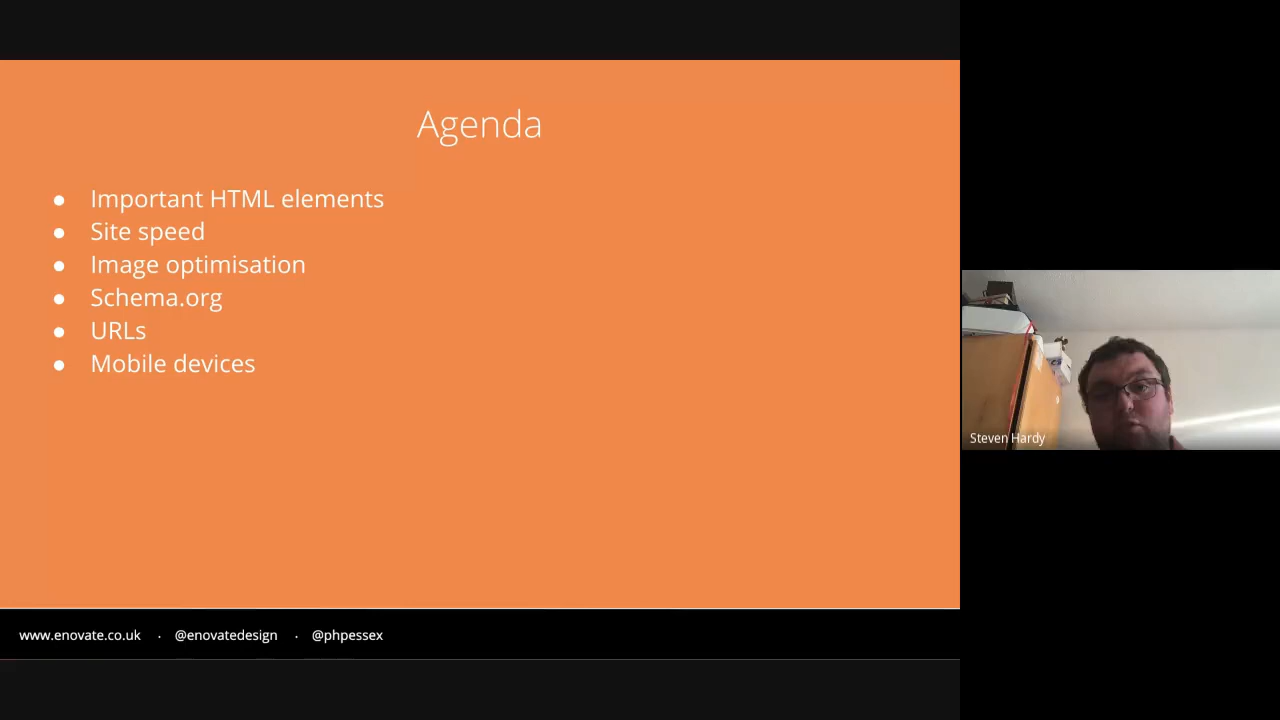 Agenda
● Important HTML elements
● Site speed
● Image optimisation
● Schema.org
● URLs
● Mobile devices
Steven Hardy
www.enovate.co.uk · @enovatedesign · @phpessex